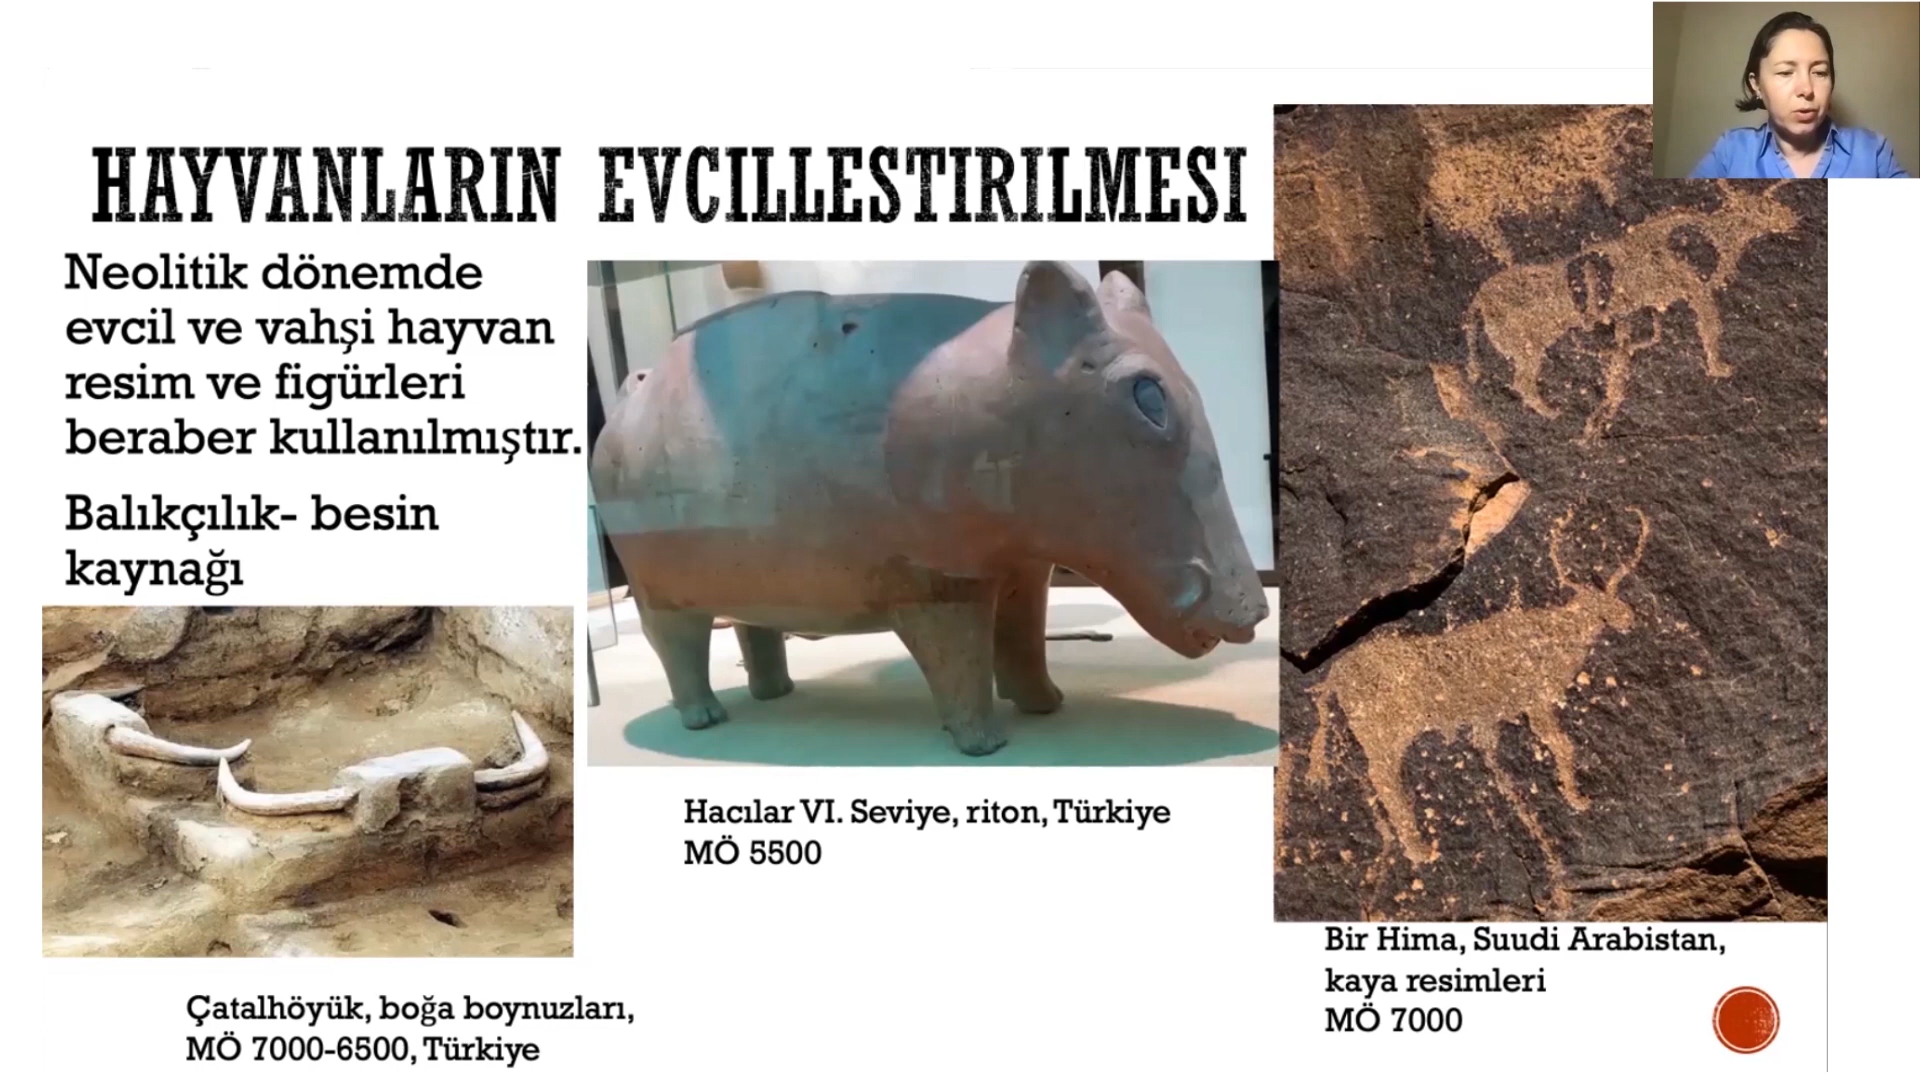 HAYVANLARIN EVCILLESTIRILMESI
Neolitik dönemde
evcil ve vahşi hayvan
resim ve figürleri
beraber kullanılmıştır.
Balıkçılık- besin
kaynağı
Hacılar VI. Seviye, riton, Türkiye
MÖ 5500
Çatalhöyük, boğa boynuzları,
MÖ 7000-6500, Türkiye
Bir Hima, Suudi Arabistan,
kaya resimleri
MÖ 7000